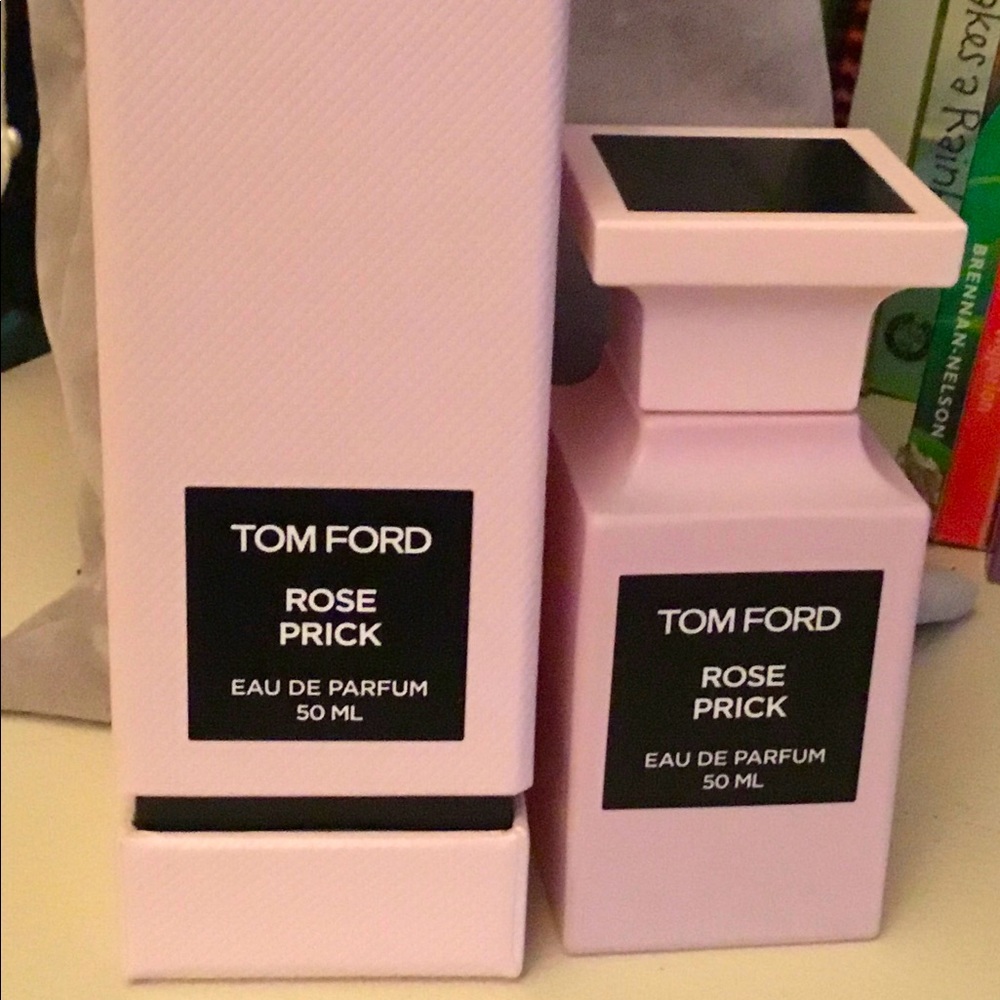 TOM FORD
ROSE
PRICK
EAU DE PARFUM
50 ML
TOM FORD
ROSE
PRICK
EAU DE PARFUM
50 ML
a
BRENNAN-NELSON